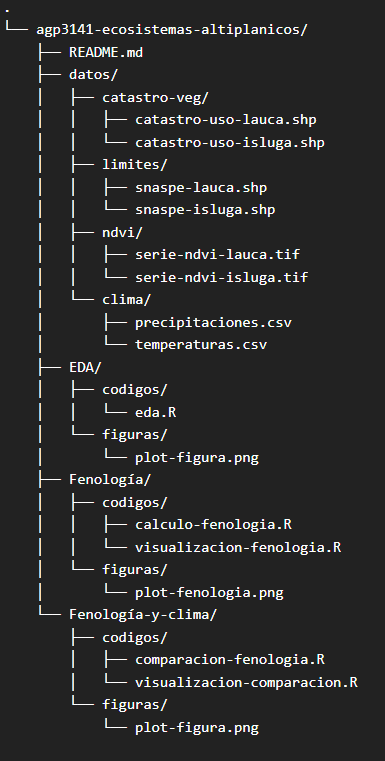 .
└── agp3141-ecosistemas-altiplanicos/
    ├── README.md
    ├── datos/
    │   ├── catastro-veg/
    │   │   ├── catastro-uso-lauca.shp
    │   │   └── catastro-uso-isluga.shp
    │   ├── limites/
    │   │   ├── snaspe-lauca.shp
    │   │   └── snaspe-isluga.shp
    │   ├── ndvi/
    │   │   ├── serie-ndvi-lauca.tif
    │   │   └── serie-ndvi-isluga.tif
    │   └── clima/
    │       ├── precipitaciones.csv
    │       └── temperaturas.csv
    ├── EDA/
    │   ├── codigos/
    │   │   └── eda.R
    │   └── figuras/
    │       └── plot-figura.png
    ├── Fenología/
    │   ├── codigos/
    │   │   ├── calculo-fenologia.R
    │   │   └── visualizacion-fenologia.R
    │   └── figuras/
    │       └── plot-fenologia.png
    └── Fenología-y-clima/
        ├── codigos/
        │   ├── comparacion-fenologia.R
        │   └── visualizacion-comparacion.R
        └── figuras/
            └── plot-figura.png